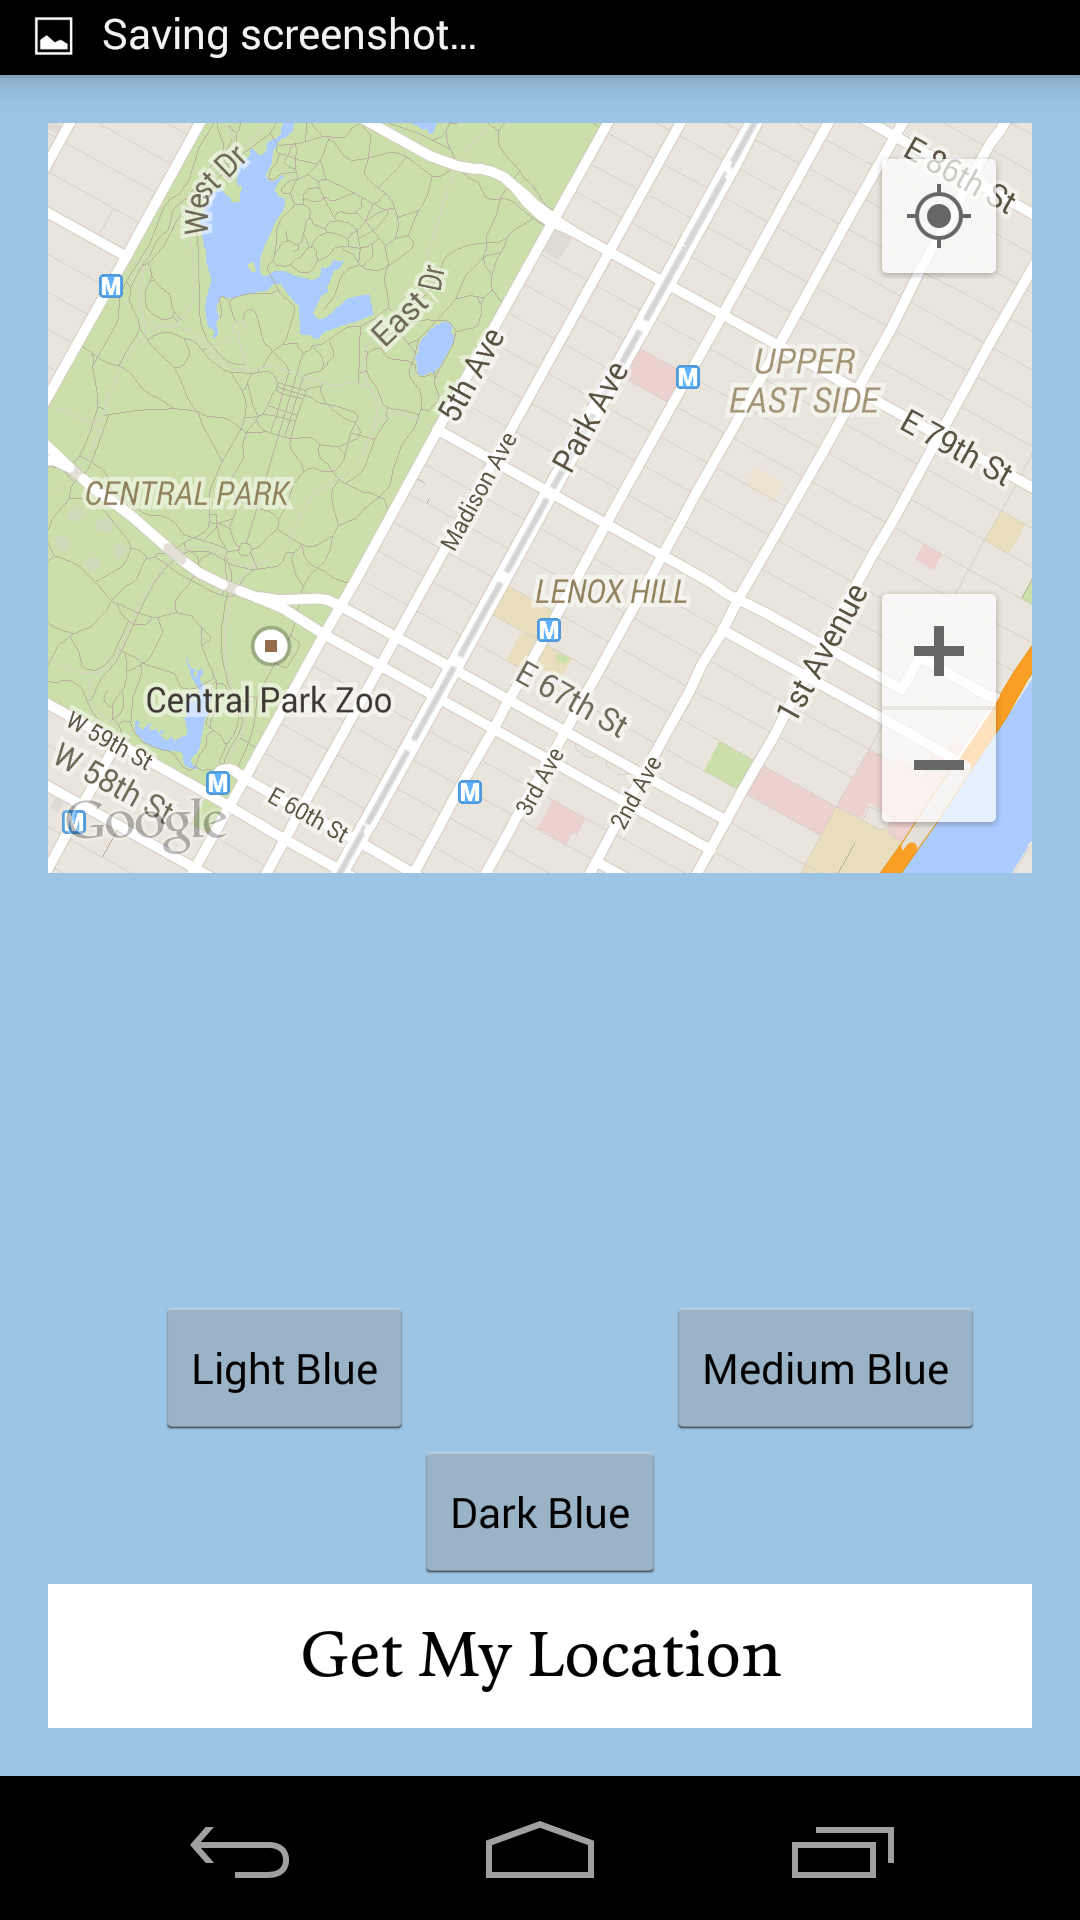 Saving screenshot...
West Dr
E 86th St
M
East Dr
5th Ave
Park Ave
M
UPPER
EAST SIDE
E 79th St
Madison Ave
CENTRAL PARK
LENOX HILL
M
1st Avenue
Central Park Zoo
E 67th St
W 59th St
W 58th St
M
E 60th St
M
3rd Ave
2nd Ave
M
Google
Light Blue
Medium Blue
Dark Blue
Get My Location